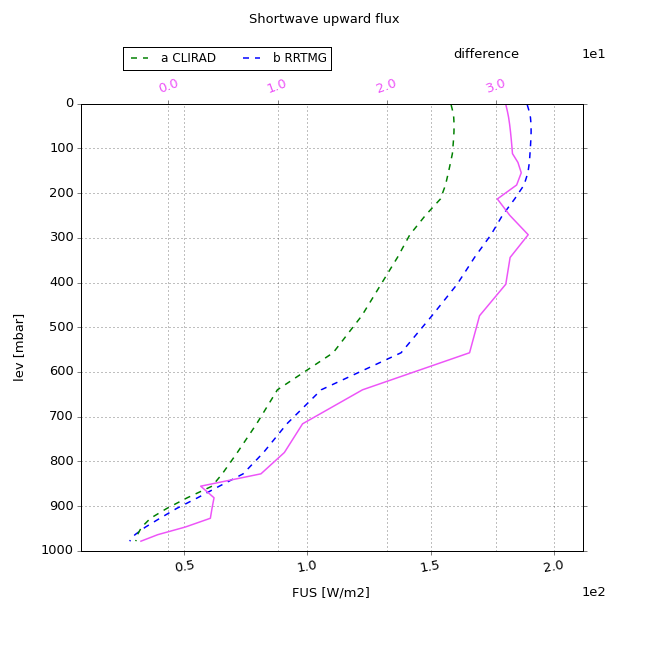 Shortwave upward flux
a CLIRAD b RRTMG
difference 1e1
0.0 1.0 2.0 3.0
0
100
200
300
400
500
600
700
800
900
1000
lev [mbar]
0.5 1.0 1.5 2.0
FUS [W/m2] 1e2